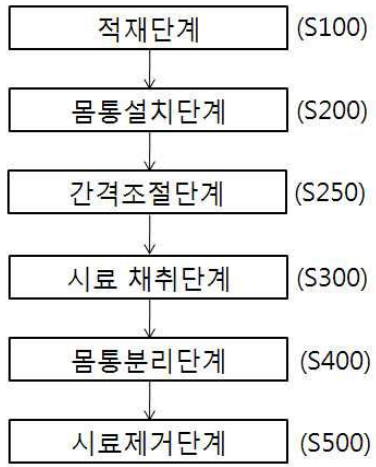 적재단계 (S100)
몸통설치단계 (S200)
간격조절단계 (S250)
시료 채취단계 (S300)
몸통분리단계 (S400)
시료제거단계 (S500)